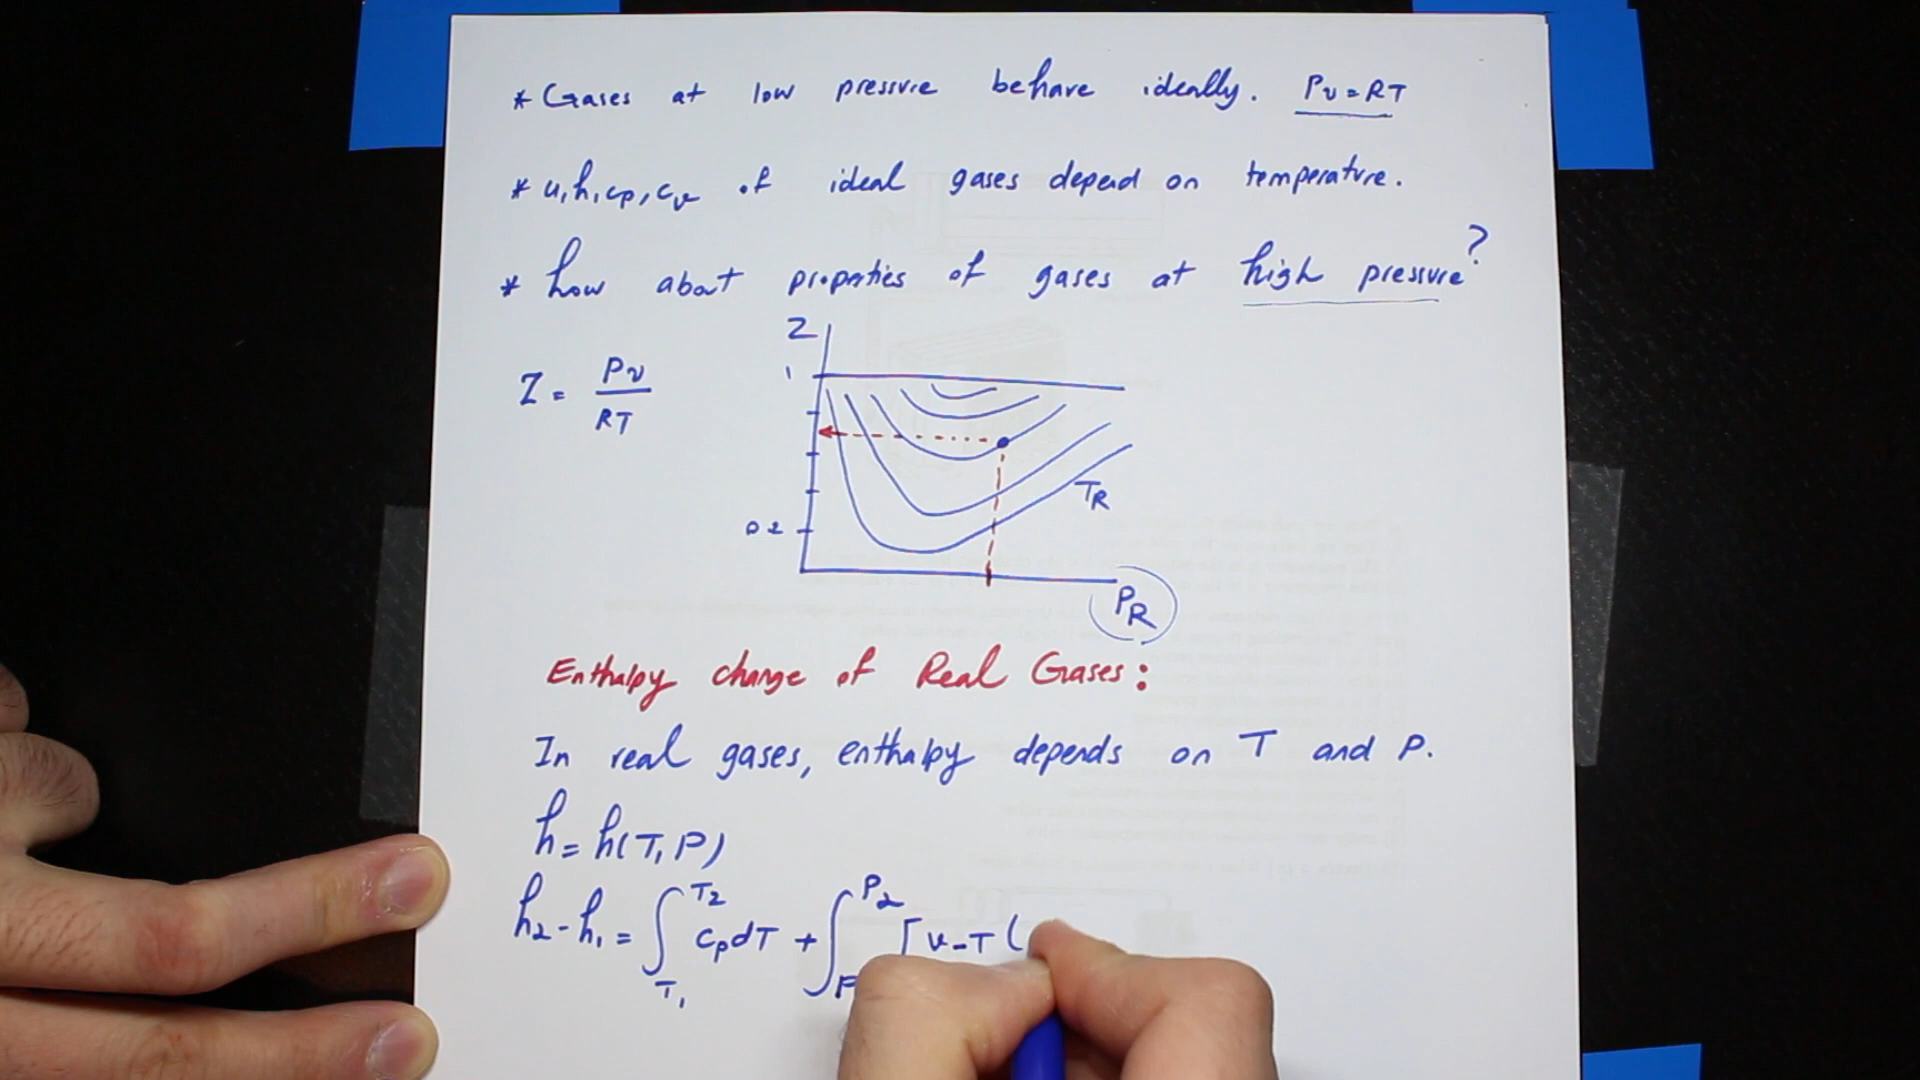 * Gases at low pressure behave ideally. Pv = RT
* u, h, cp, cv of ideal gases depend on temperature.
* how about properties of gases at high pressure?
Z
1
Z = Pv / RT
TR
0.2
PR
Enthalpy change of Real Gases:
In real gases, enthalpy depends on T and P.
h = h(T, P)
h2 - h1 = ∫ T1 T2 cp dT + ∫ P P2 [ v - T (